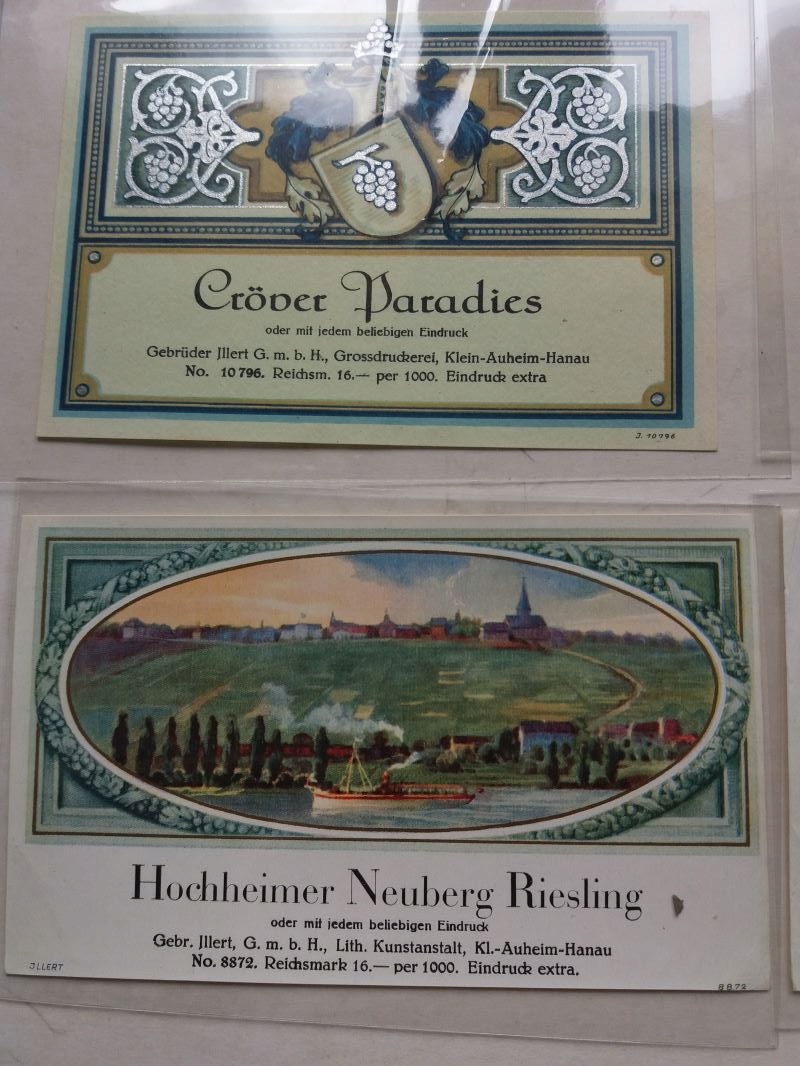 Cröver Paradies
oder mit jedem beliebigen Eindruck
Gebrüder Jllert G. m. b. H., Grossdruckerei, Klein-Auheim-Hanau
No. 10796. Reichsm. 16.— per 1000. Eindruck extra
J. 10796
Hochheimer Neuberg Riesling
oder mit jedem beliebigen Eindruck
Gebr. Jllert, G. m. b. H., Lith. Kunstanstalt, Kl.-Auheim-Hanau
No. 8872. Reichsmark 16.— per 1000. Eindruck extra.
JLLERT
8872